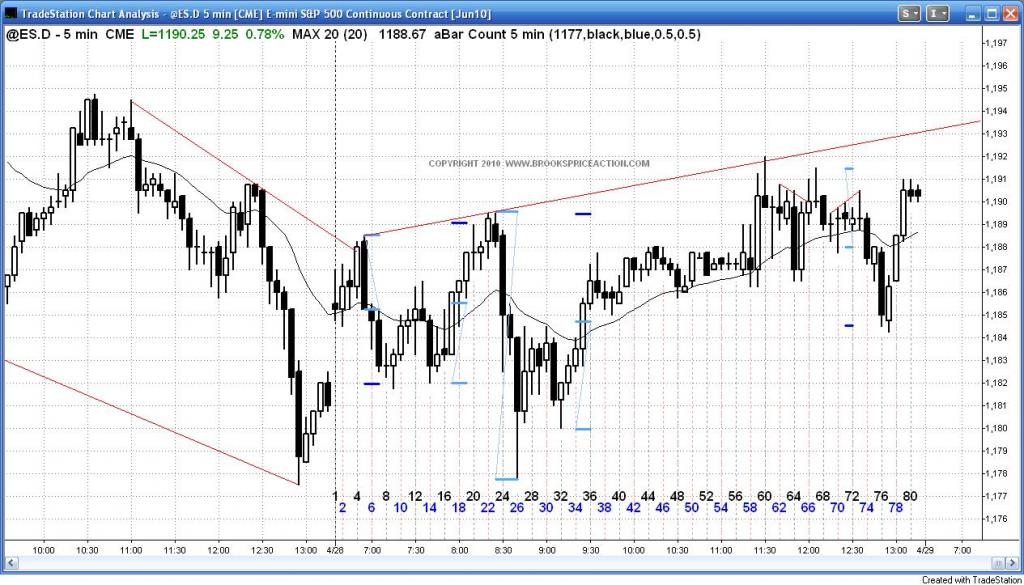 TradeStation Chart Analysis - @ES.D 5 min [CME] E-mini S&P 500 Continuous Contract [Jun10]
S I
@ES.D - 5 min CME L=1190.25 9.25 0.78% MAX 20 (20) 1188.67 aBar Count 5 min (1177,black,blue,0.5,0.5)
1,197
1,196
1,195
1,194
1,193
COPYRIGHT 2010 WWW.BROOKSPRICEACTION.COM
1,192
1,191
1,190
1,189
1,188
1,187
1,186
1,185
1,184
1,183
1,182
1,181
1,180
1,179
1,178
1,177
1,176
1 4 8 12 16 20 24 28 32 36 40 44 48 52 56 60 64 68 72 76 80
2 6 10 14 18 22 26 30 34 38 42 46 50 54 58 62 66 70 74 78
10:00 10:30 11:00 11:30 12:00 12:30 13:00 4/28 7:00 7:30 8:00 8:30 9:00 9:30 10:00 10:30 11:00 11:30 12:00 12:30 13:00 4/29 7:00
Created with TradeStation